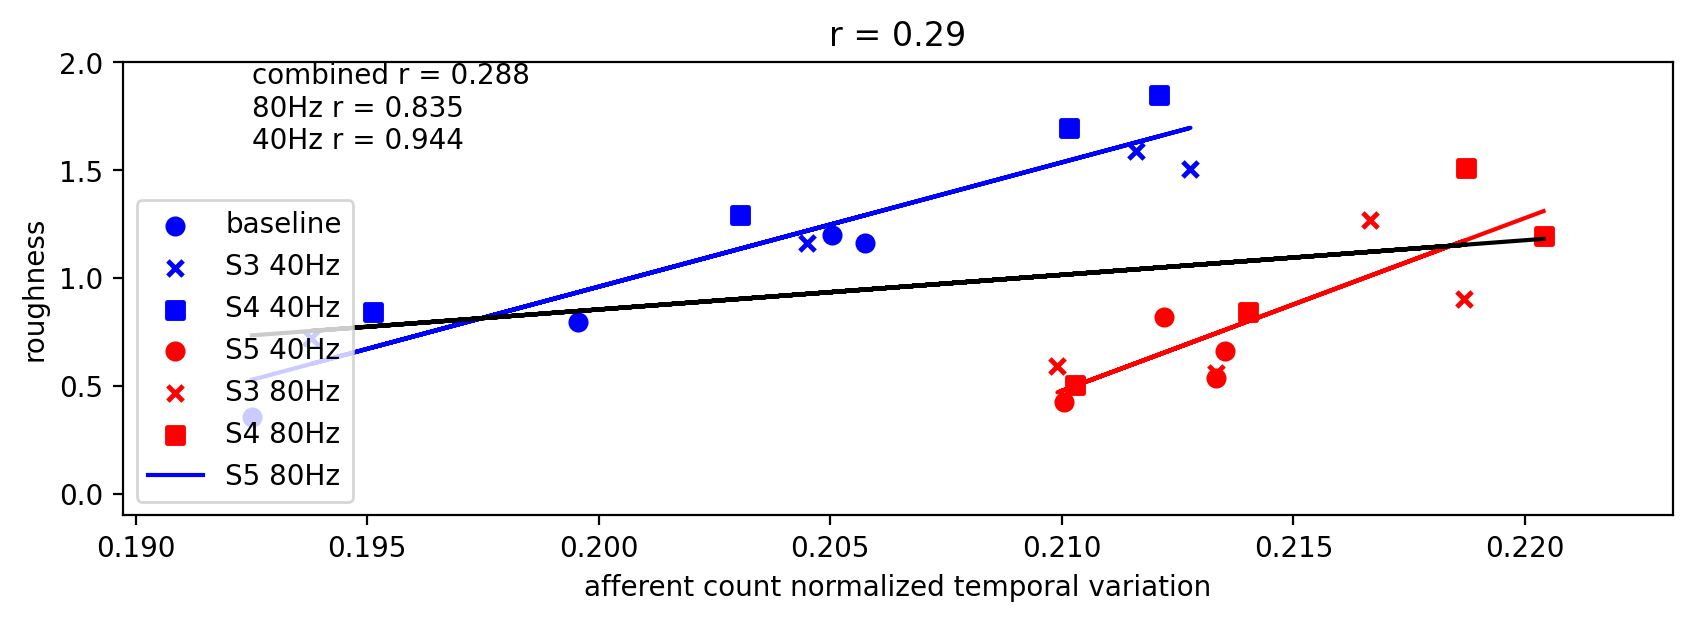 r = 0.29
combined r = 0.288
80Hz r = 0.835
40Hz r = 0.944
2.0
1.5
1.0
0.5
0.0
roughness
baseline
S3 40Hz
S4 40Hz
S5 40Hz
S3 80Hz
S4 80Hz
S5 80Hz
0.190 0.195 0.200 0.205 0.210 0.215 0.220
afferent count normalized temporal variation